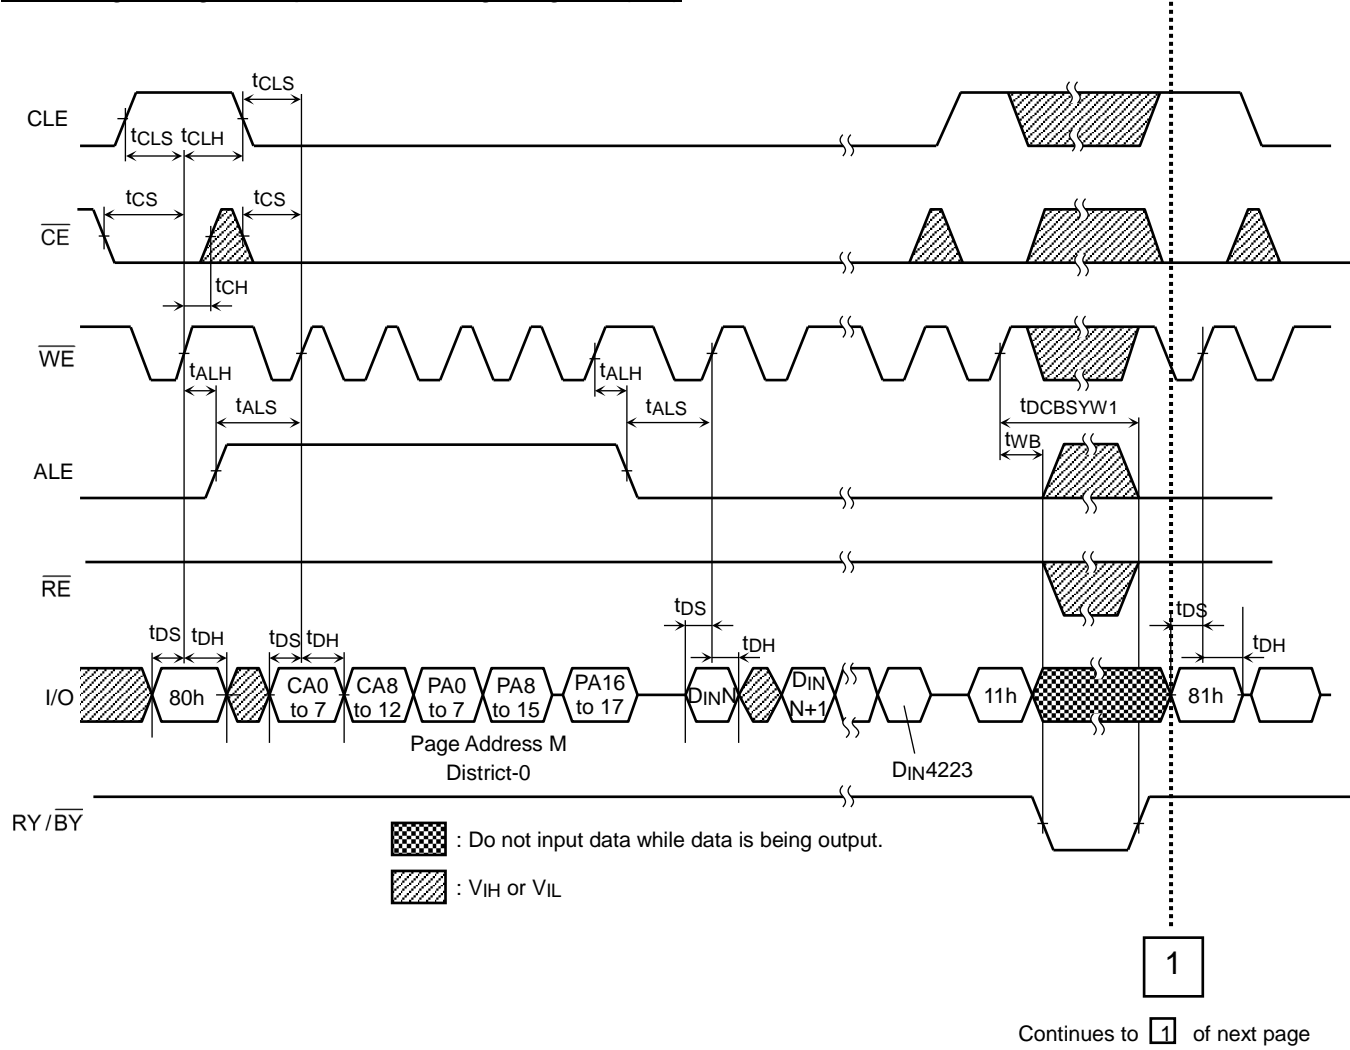 tCLS
CLE
tCLS tCLH
tCS tCS
CE
tCH
WE
tALH tALH
tALS tALS tDCBSYW1
tWB
ALE
RE
tDS tDS
tDS tDH tDS tDH tDH tDH
I/O 80h CA0 to 7 CA8 to 12 PA0 to 7 PA8 to 15 PA16 to 17 DINN DIN N+1 11h 81h
Page Address M
District-0
DIN4223
RY/BY
: Do not input data while data is being output.
: VIH or VIL
1
Continues to 1 of next page